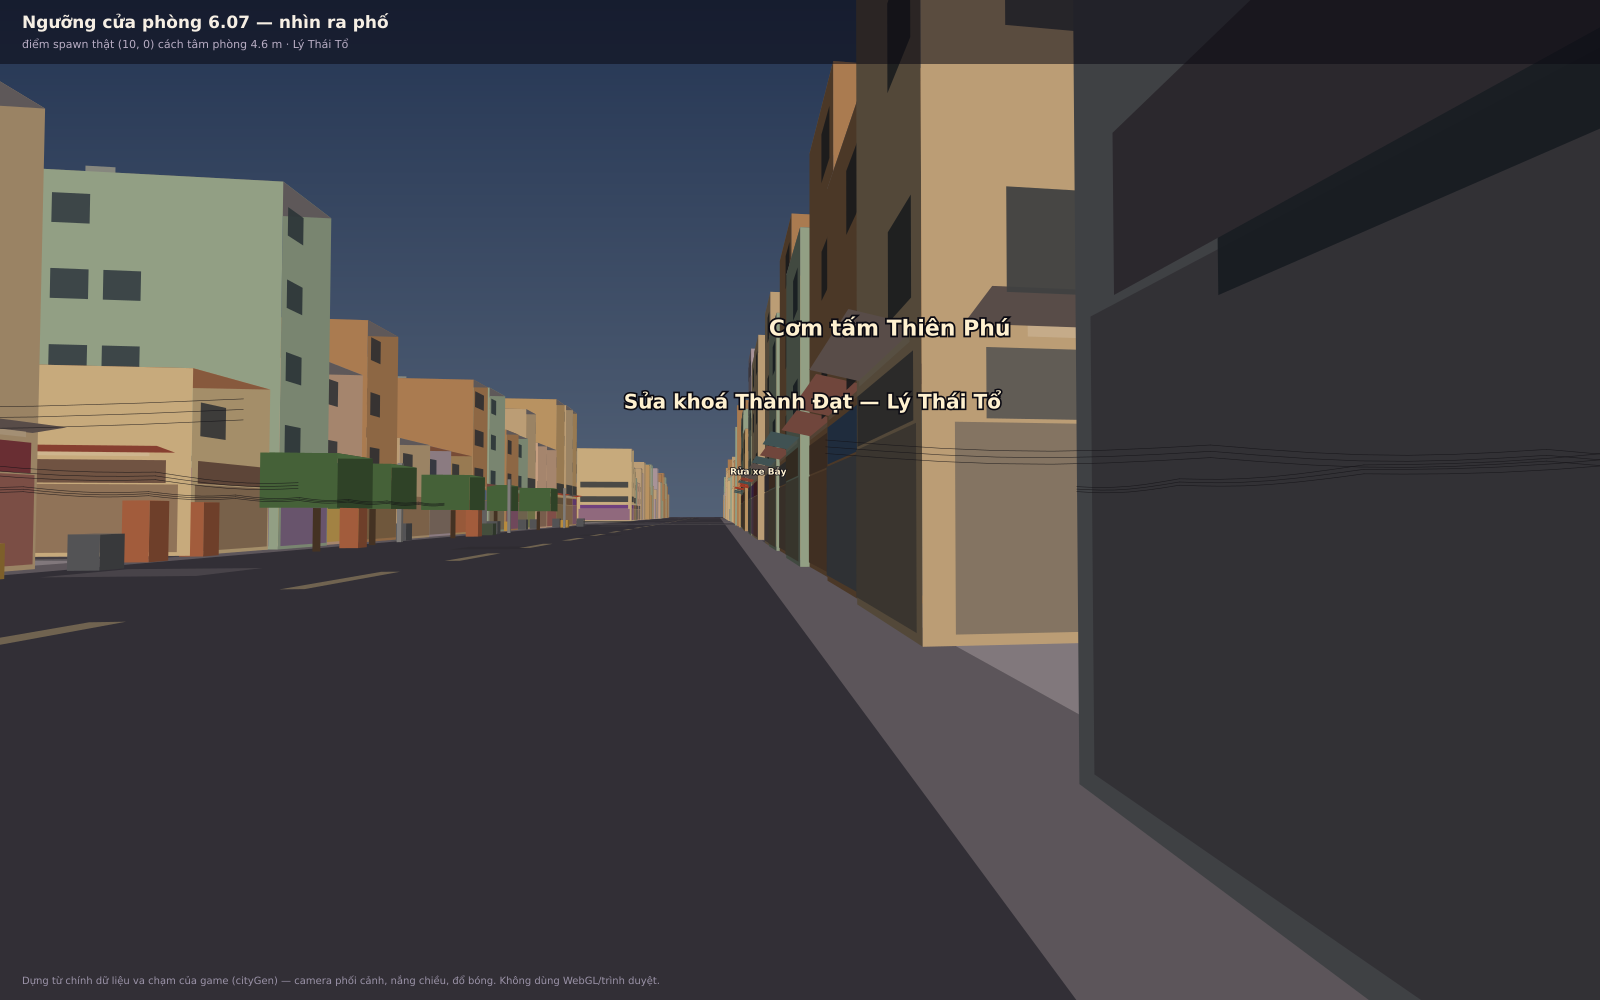 Ngưỡng cửa phòng 6.07 — nhìn ra phố
điểm spawn thật (10, 0) cách tâm phòng 4.6 m · Lý Thái Tổ
Cơm tấm Thiên Phú
Sửa khoá Thành Đạt — Lý Thái Tổ
Rửa xe Bảy
Dựng từ chính dữ liệu va chạm của game (cityGen) — camera phối cảnh, nắng chiều, đổ bóng. Không dùng WebGL/trình duyệt.